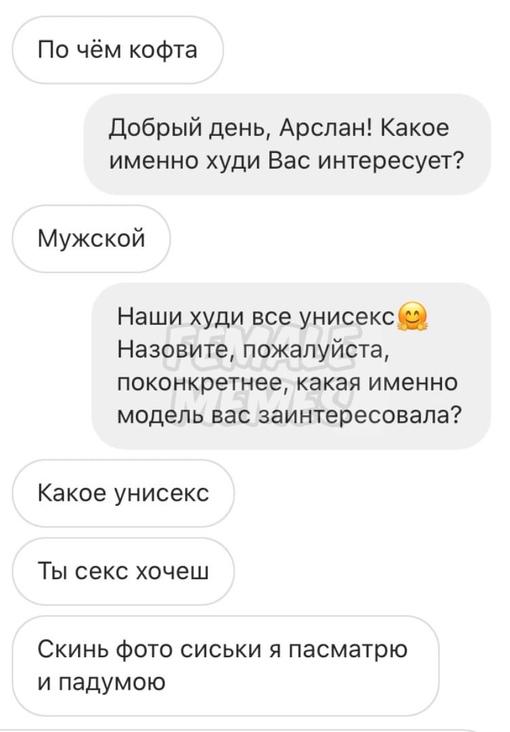 По чём кофта
Добрый день, Арслан! Какое
именно худи Вас интересует?
Мужской
Наши худи все унисекс🤗
Назовите, пожалуйста,
поконкретнее, какая именно
модель вас заинтересовала?
FEMALE
MEMES
Какое унисекс
Ты секс хочеш
Скинь фото сиськи я пасматрю
и падумою